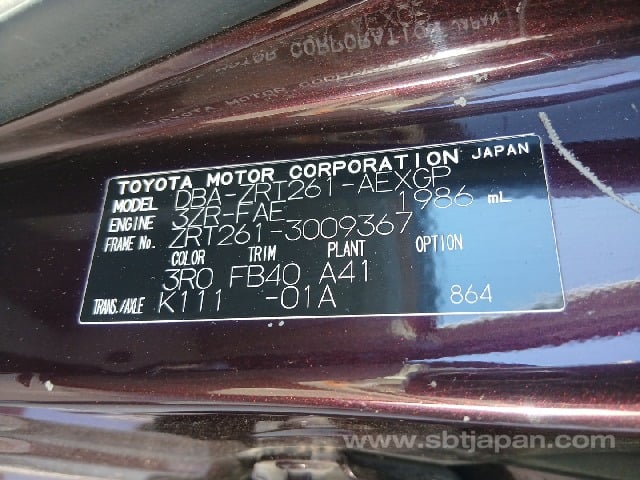 TOYOTA MOTOR CORPORATION JAPAN
MODEL DBA-ZRT261-AEXGP
ENGINE 3ZR-FAE 1986 mL
FRAME No. ZRT261-3009367
COLOR TRIM PLANT OPTION
3R0 FB40 A41
TRANS./AXLE K111 -01A 864
www.sbtjapan.com